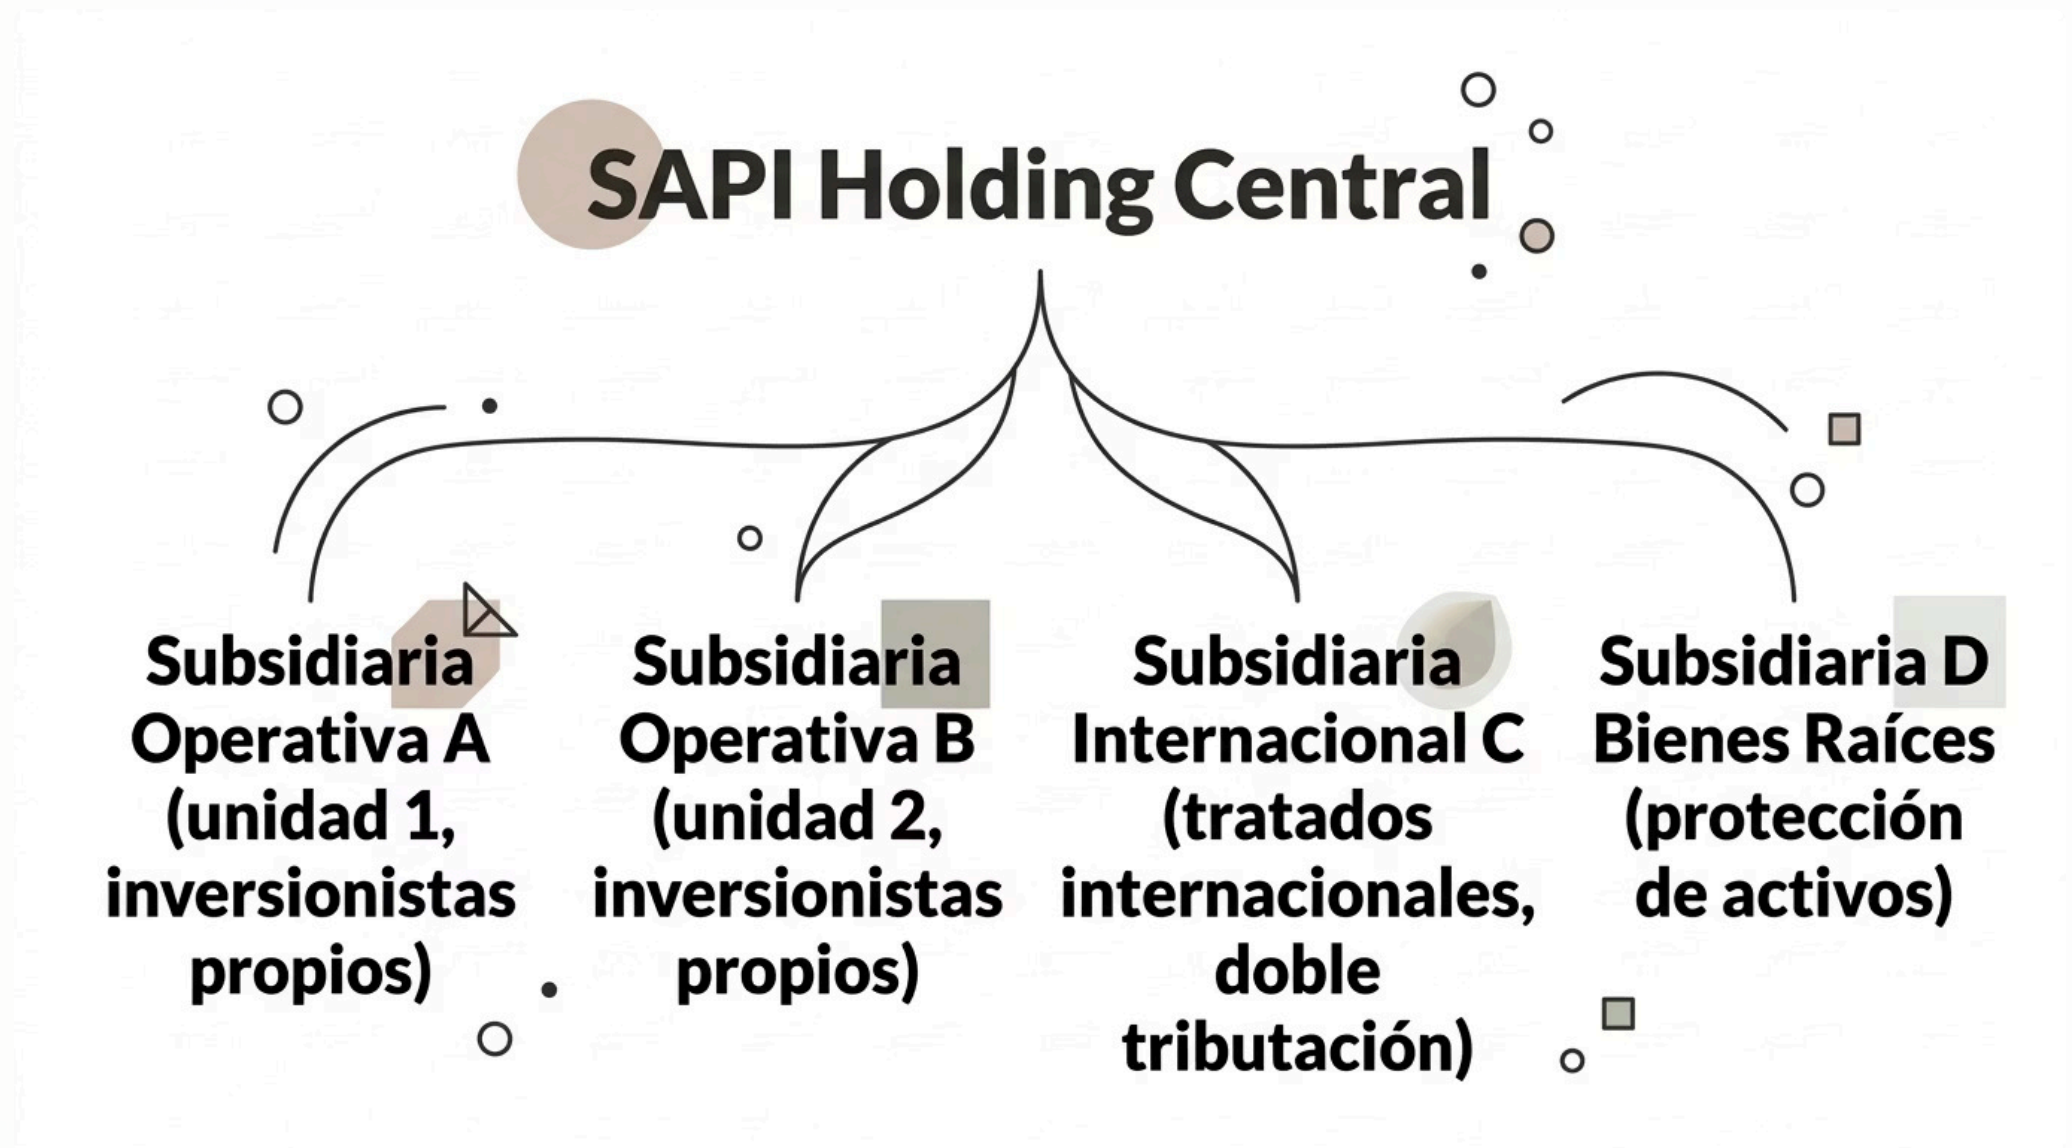 SAPI Holding Central
Subsidiaria
Operativa A
(unidad 1,
inversionistas
propios)
Subsidiaria
Operativa B
(unidad 2,
inversionistas
propios)
Subsidiaria
Internacional C
(tratados
internacionales,
doble
tributación)
Subsidiaria D
Bienes Raíces
(protección
de activos)